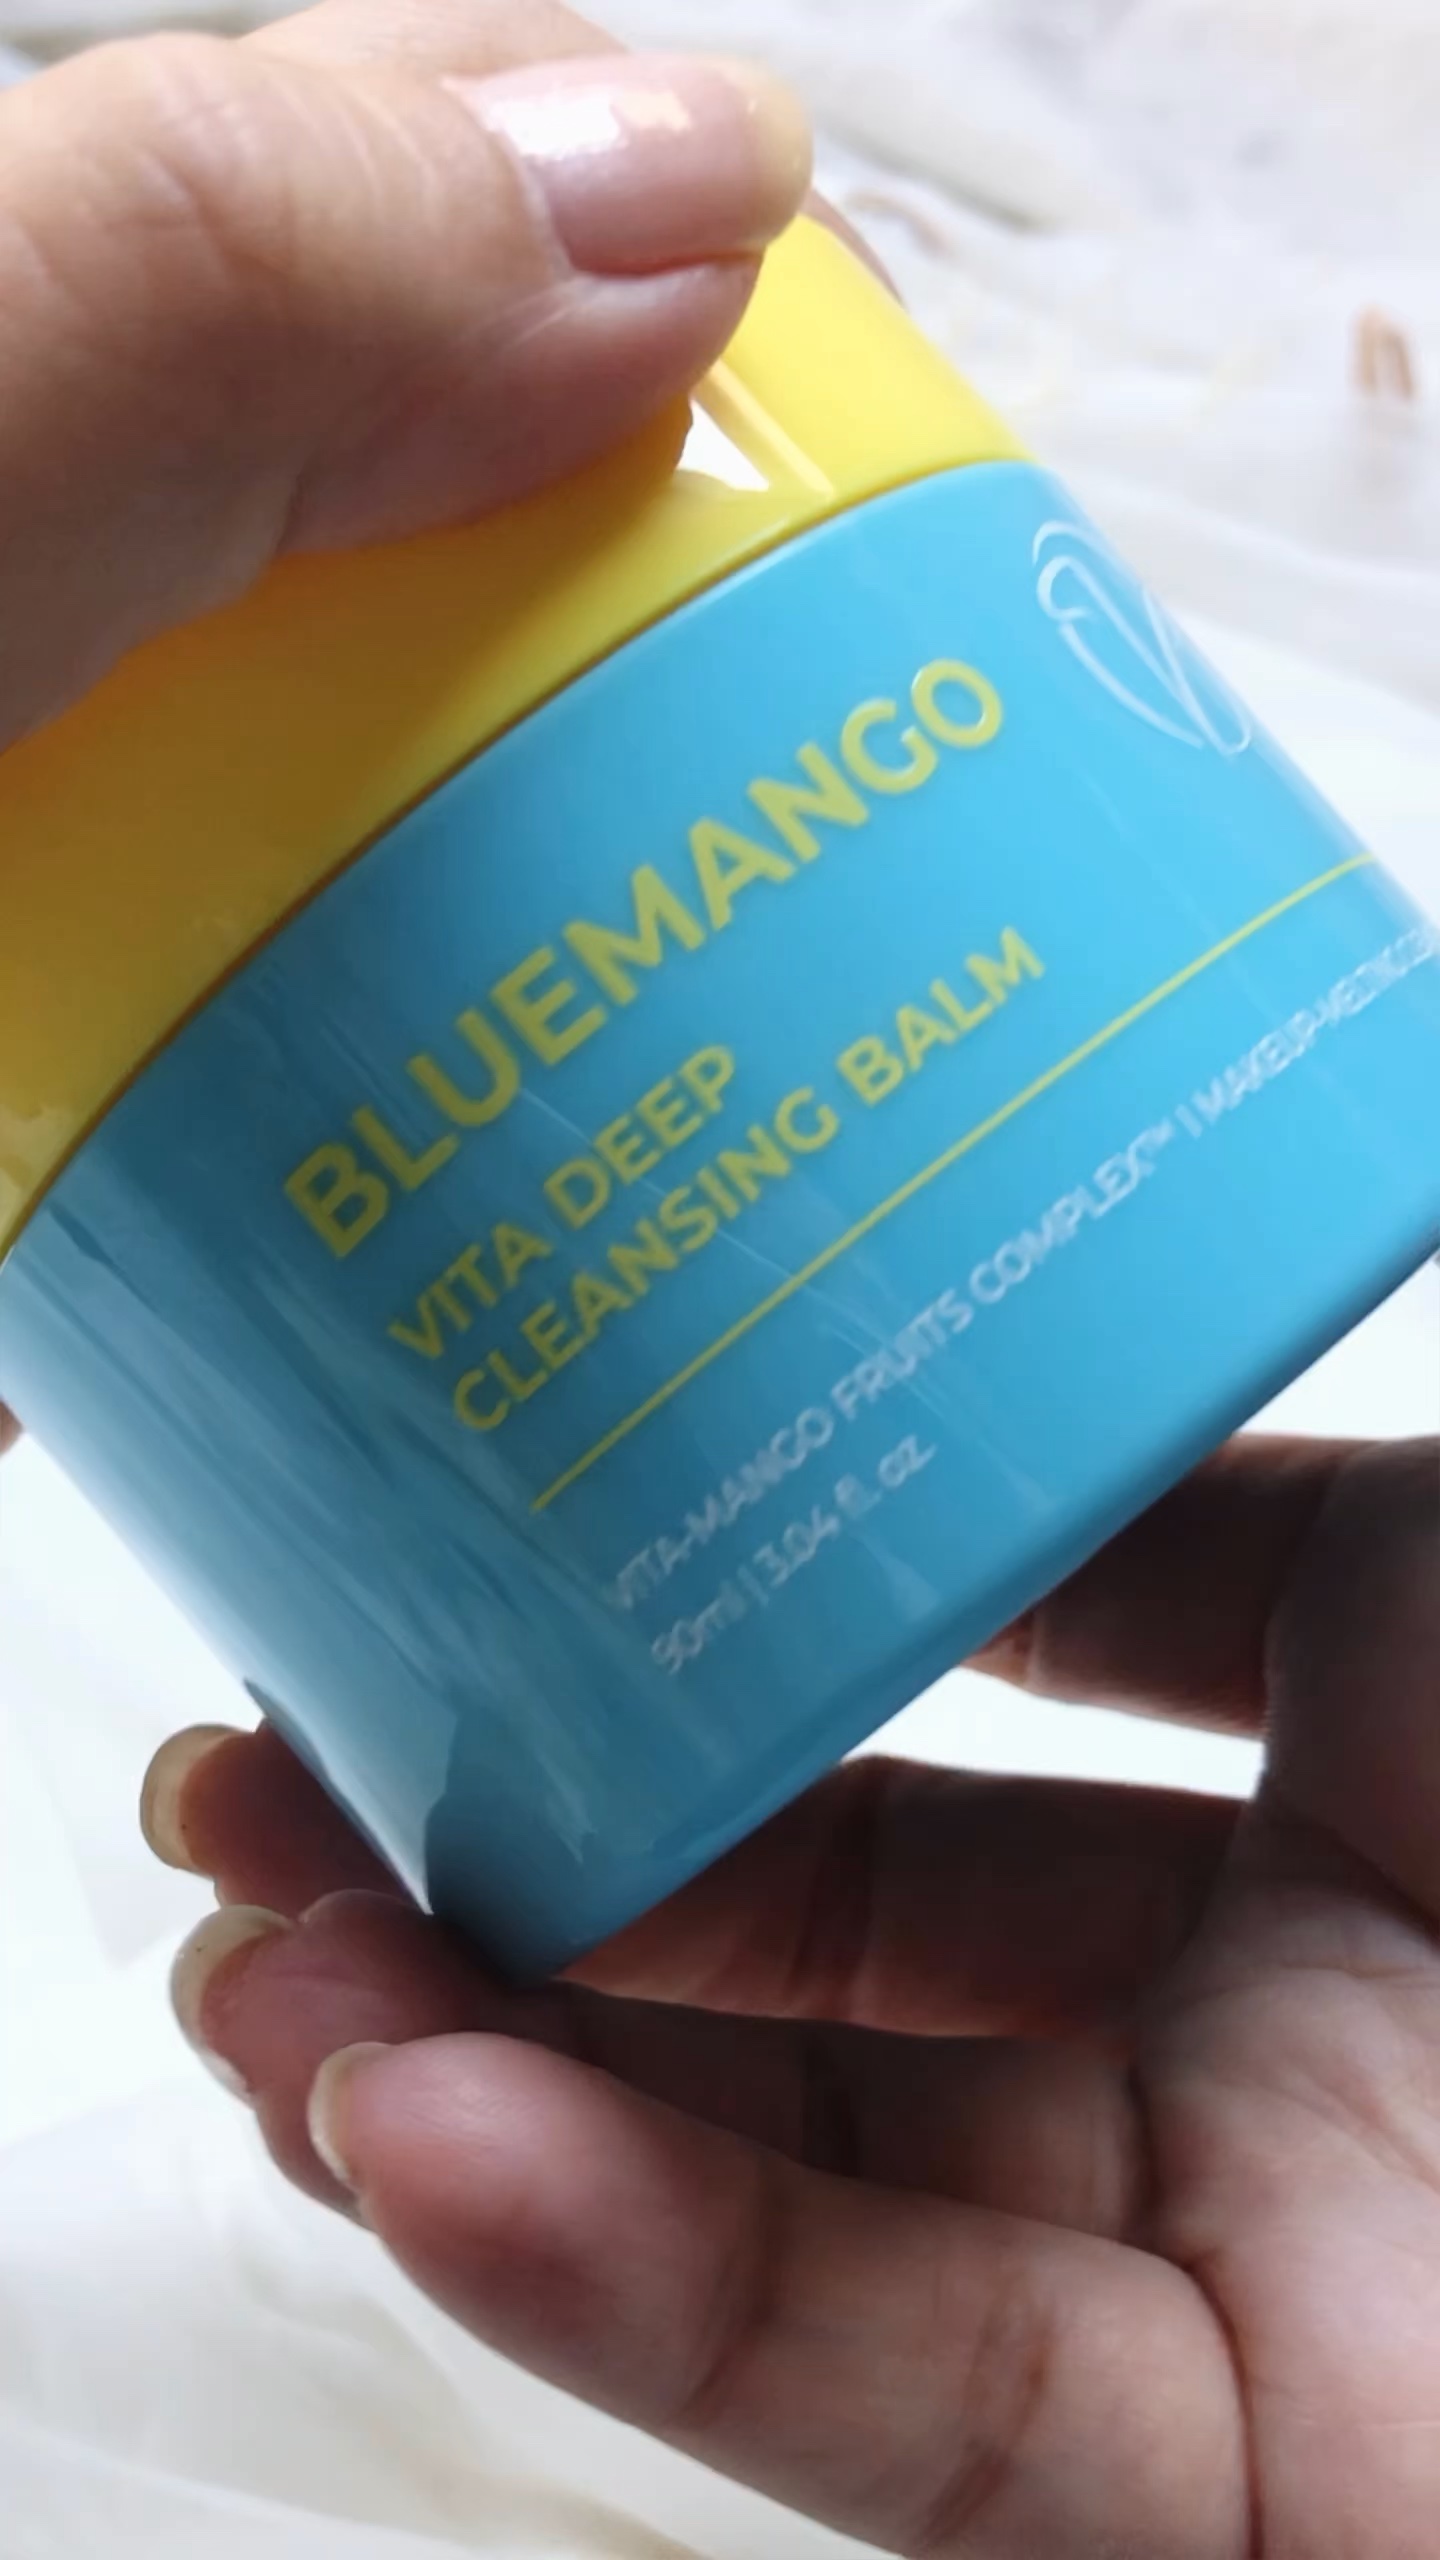 BLUEMANGO
VITA DEEP
CLEANSING BALM
VITA-MANGO FRUITS COMPLEX™ | MAKEUP-MELTING
90ml | 3.04 fl. oz.